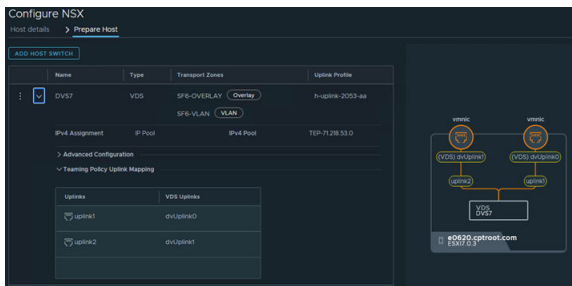 Configure NSX
Host details > Prepare Host
ADD HOST SWITCH
Name Type Transport Zones Uplink Profile
DVS7 VDS SF6-OVERLAY Overlay h-uplink-2053-aa
SF6-VLAN VLAN
IPv4 Assignment IP Pool IPv4 Pool TEP-71.218.53.0
> Advanced Configuration
Teaming Policy Uplink Mapping
Uplinks VDS Uplinks
uplink1 dvUplink0
uplink2 dvUplink1
vmnic vmnic
(VDS) dvUplink1 (VDS) dvUplink0
uplink2 uplink1
VDS
DVS7
e0620.cptroot.com
ESXI7.0.3